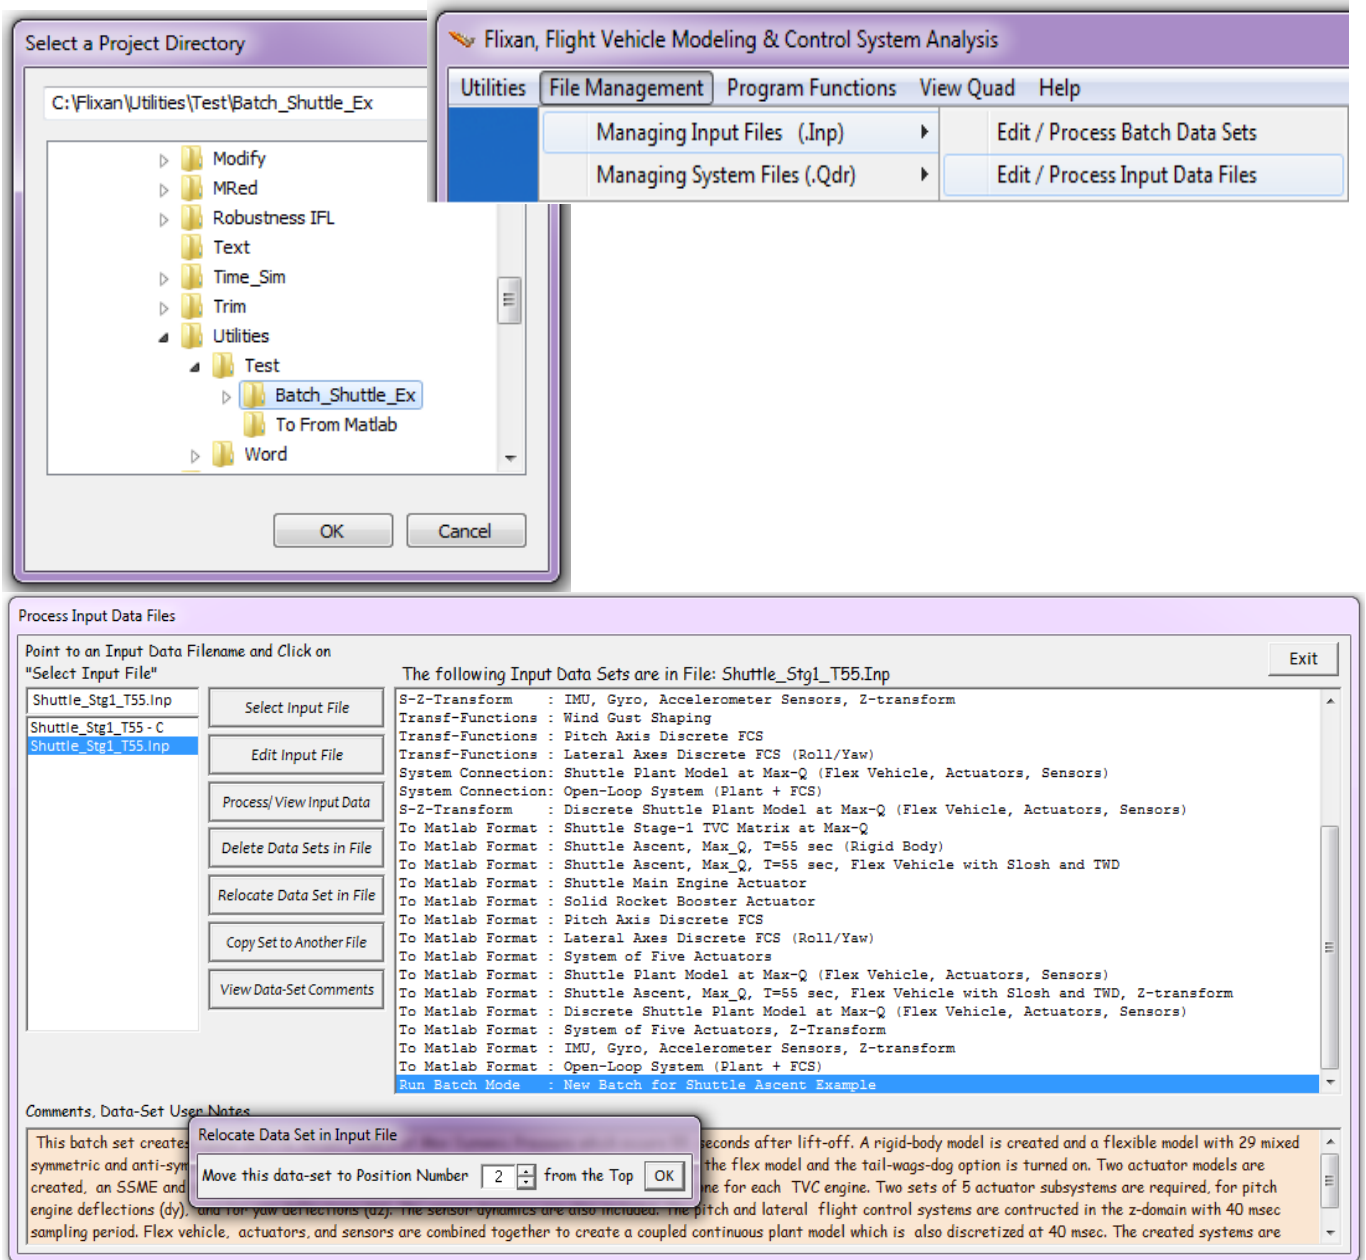 Select a Project Directory
C:\Flixan\Utilities\Test\Batch_Shuttle_Ex
Modify
MRed
Robustness IFL
Text
Time_Sim
Trim
Utilities
Test
Batch_Shuttle_Ex
To From Matlab
Word
OK
Cancel
Flixan, Flight Vehicle Modeling & Control System Analysis
Utilities File Management Program Functions View Quad Help
Managing Input Files (.Inp)
Managing System Files (.Qdr)
Edit / Process Batch Data Sets
Edit / Process Input Data Files
Process Input Data Files
Point to an Input Data Filename and Click on
"Select Input File"
Shuttle_Stg1_T55.Inp
Shuttle_Stg1_T55 - C
Shuttle_Stg1_T55.Inp
Select Input File
Edit Input File
Process/ View Input Data
Delete Data Sets in File
Relocate Data Set in File
Copy Set to Another File
View Data-Set Comments
Exit
The following Input Data Sets are in File: Shuttle_Stg1_T55.Inp
S-Z-Transform : IMU, Gyro, Accelerometer Sensors, Z-transform
Transf-Functions : Wind Gust Shaping
Transf-Functions : Pitch Axis Discrete FCS
Transf-Functions : Lateral Axes Discrete FCS (Roll/Yaw)
System Connection: Shuttle Plant Model at Max-Q (Flex Vehicle, Actuators, Sensors)
System Connection: Open-Loop System (Plant + FCS)
S-Z-Transform : Discrete Shuttle Plant Model at Max-Q (Flex Vehicle, Actuators, Sensors)
To Matlab Format : Shuttle Stage-1 TVC Matrix at Max-Q
To Matlab Format : Shuttle Ascent, Max_Q, T=55 sec (Rigid Body)
To Matlab Format : Shuttle Ascent, Max_Q, T=55 sec, Flex Vehicle with Slosh and TWD
To Matlab Format : Shuttle Main Engine Actuator
To Matlab Format : Solid Rocket Booster Actuator
To Matlab Format : Pitch Axis Discrete FCS
To Matlab Format : Lateral Axes Discrete FCS (Roll/Yaw)
To Matlab Format : System of Five Actuators
To Matlab Format : Shuttle Plant Model at Max-Q (Flex Vehicle, Actuators, Sensors)
To Matlab Format : Shuttle Ascent, Max_Q, T=55 sec, Flex Vehicle with Slosh and TWD, Z-transform
To Matlab Format : Discrete Shuttle Plant Model at Max-Q (Flex Vehicle, Actuators, Sensors)
To Matlab Format : System of Five Actuators, Z-Transform
To Matlab Format : IMU, Gyro, Accelerometer Sensors, Z-transform
To Matlab Format : Open-Loop System (Plant + FCS)
Run Batch Mode : New Batch for Shuttle Ascent Example
Comments, Data-Set User Notes
This batch set creates seconds after lift-off. A rigid-body model is created and a flexible model with 29 mixed
symmetric and anti-sym the flex model and the tail-wags-dog option is turned on. Two actuator models are
created, an SSME and one for each TVC engine. Two sets of 5 actuator subsystems are required, for pitch
engine deflections (dy), and for yaw deflections (dz). The sensor dynamics are also included. The pitch and lateral flight control systems are contructed in the z-domain with 40 msec
sampling period. Flex vehicle, actuators, and sensors are combined together to create a coupled continuous plant model which is also discretized at 40 msec. The created systems are
Relocate Data Set in Input File
Move this data-set to Position Number 2 from the Top OK